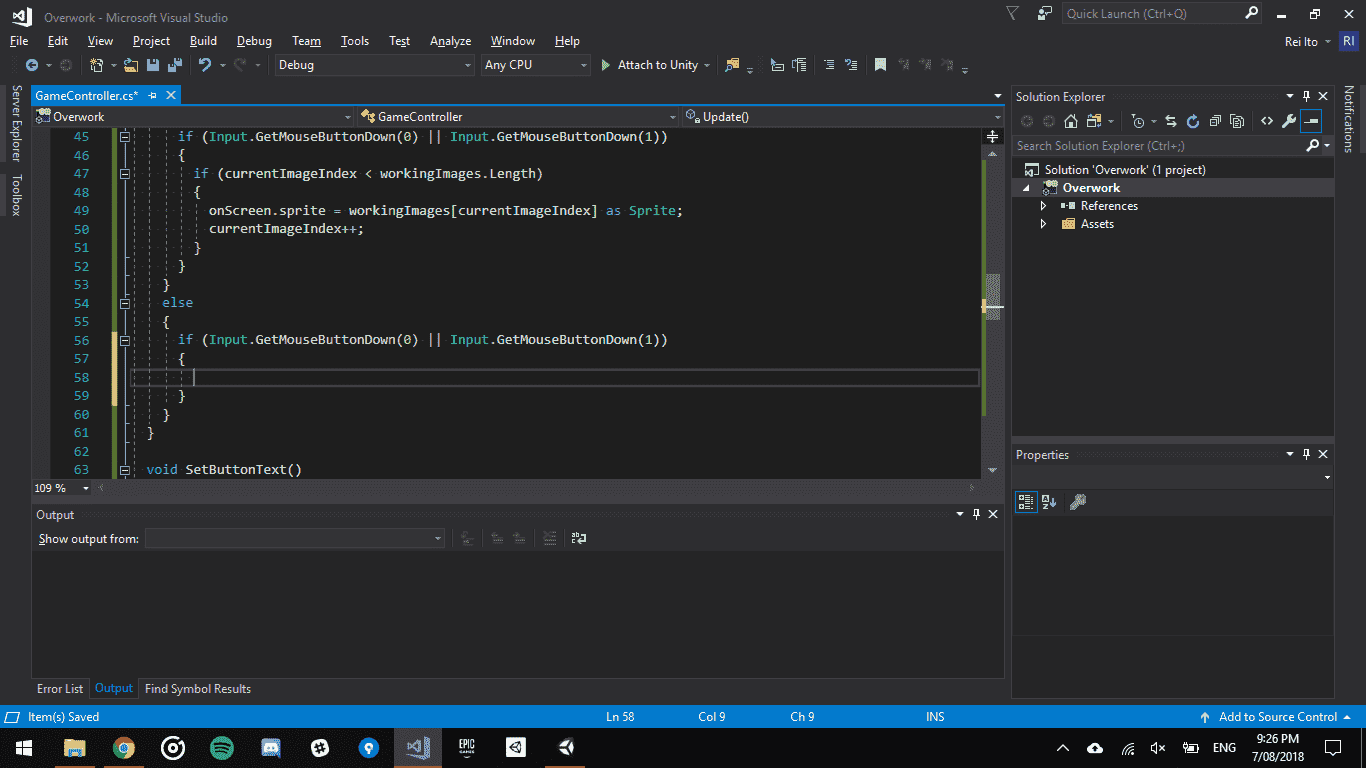 Overwork - Microsoft Visual Studio
Quick Launch (Ctrl+Q)
File Edit View Project Build Debug Team Tools Test Analyze Window Help
Rei Ito RI
Debug Any CPU Attach to Unity
Server Explorer
Toolbox
GameController.cs*
Overwork GameController Update()
45 if (Input.GetMouseButtonDown(0) || Input.GetMouseButtonDown(1))
46 {
47 if (currentImageIndex < workingImages.Length)
48 {
49 onScreen.sprite = workingImages[currentImageIndex] as Sprite;
50 currentImageIndex++;
51 }
52 }
53 }
54 else
55 {
56 if (Input.GetMouseButtonDown(0) || Input.GetMouseButtonDown(1))
57 {
58
59 }
60 }
61 }
62
63 void SetButtonText()
109 %
Output
Show output from:
Error List Output Find Symbol Results
Solution Explorer
Search Solution Explorer (Ctrl+;)
Solution 'Overwork' (1 project)
Overwork
References
Assets
Properties
Notifications
Item(s) Saved Ln 58 Col 9 Ch 9 INS Add to Source Control
EPIC
GAMES
ENG
9:26 PM
7/08/2018